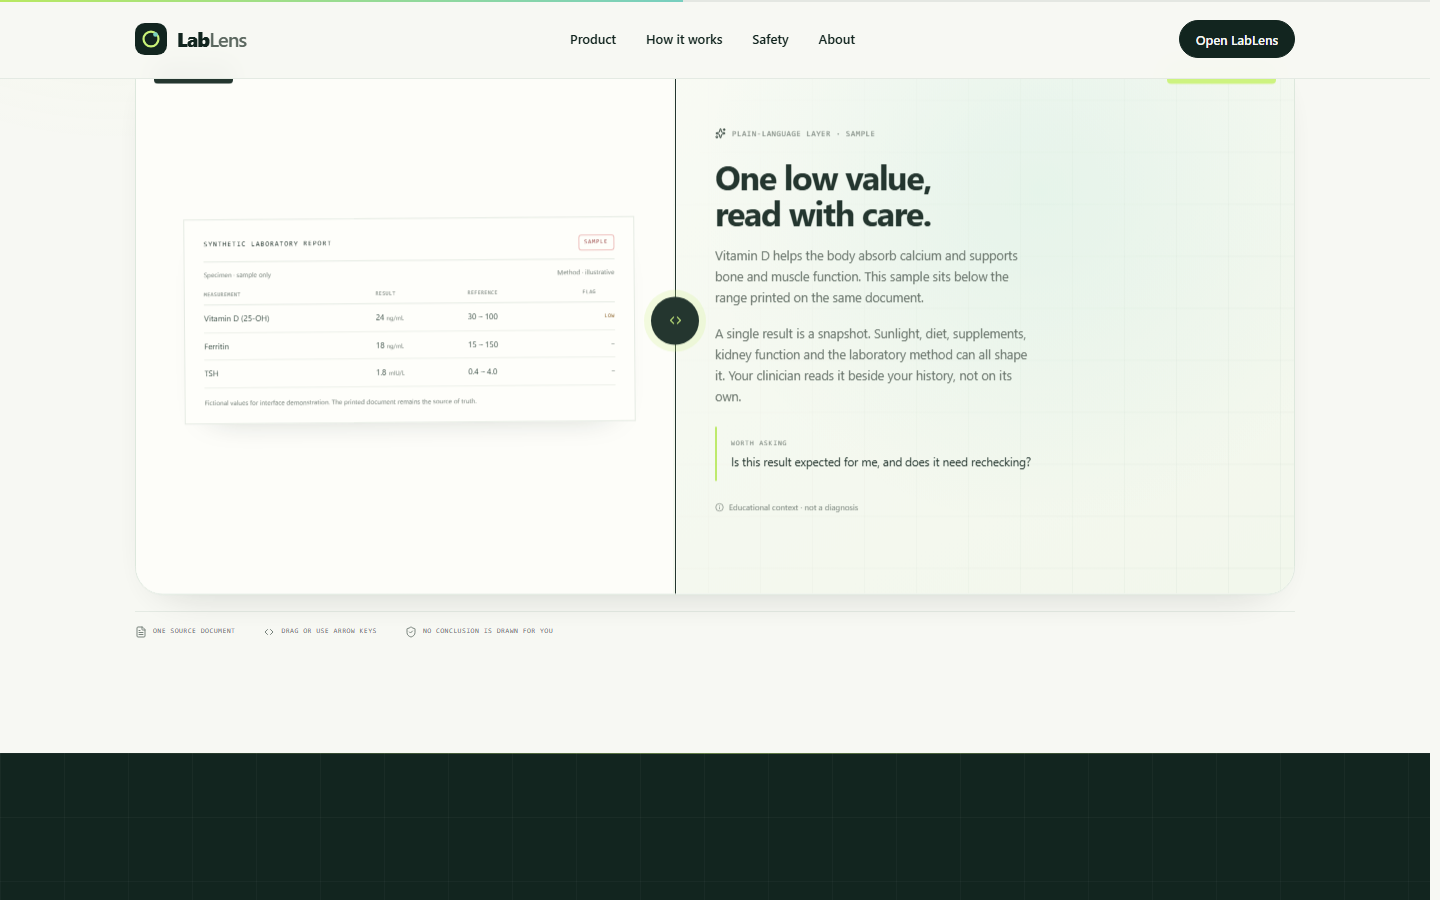 LabLens
Product
How it works
Safety
About
Open LabLens
SYNTHETIC LABORATORY REPORT
SAMPLE
Specimen · sample only
Method · illustrative
MEASUREMENT RESULT REFERENCE FLAG
Vitamin D (25-OH) 24 ng/mL 30 – 100 LOW
Ferritin 18 ng/mL 15 – 150 –
TSH 1.8 mIU/L 0.4 – 4.0 –
Fictional values for interface demonstration. The printed document remains the source of truth.
PLAIN-LANGUAGE LAYER · SAMPLE
One low value,
read with care.
Vitamin D helps the body absorb calcium and supports
bone and muscle function. This sample sits below the
range printed on the same document.
A single result is a snapshot. Sunlight, diet, supplements,
kidney function and the laboratory method can all shape
it. Your clinician reads it beside your history, not on its
own.
WORTH ASKING
Is this result expected for me, and does it need rechecking?
Educational context · not a diagnosis
ONE SOURCE DOCUMENT
DRAG OR USE ARROW KEYS
NO CONCLUSION IS DRAWN FOR YOU